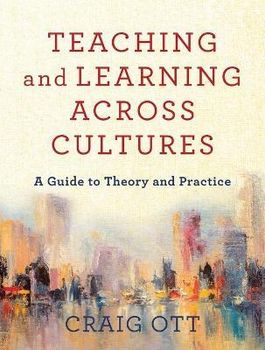 TEACHING
and LEARNING
ACROSS
CULTURES
A Guide to Theory and Practice
CRAIG OTT